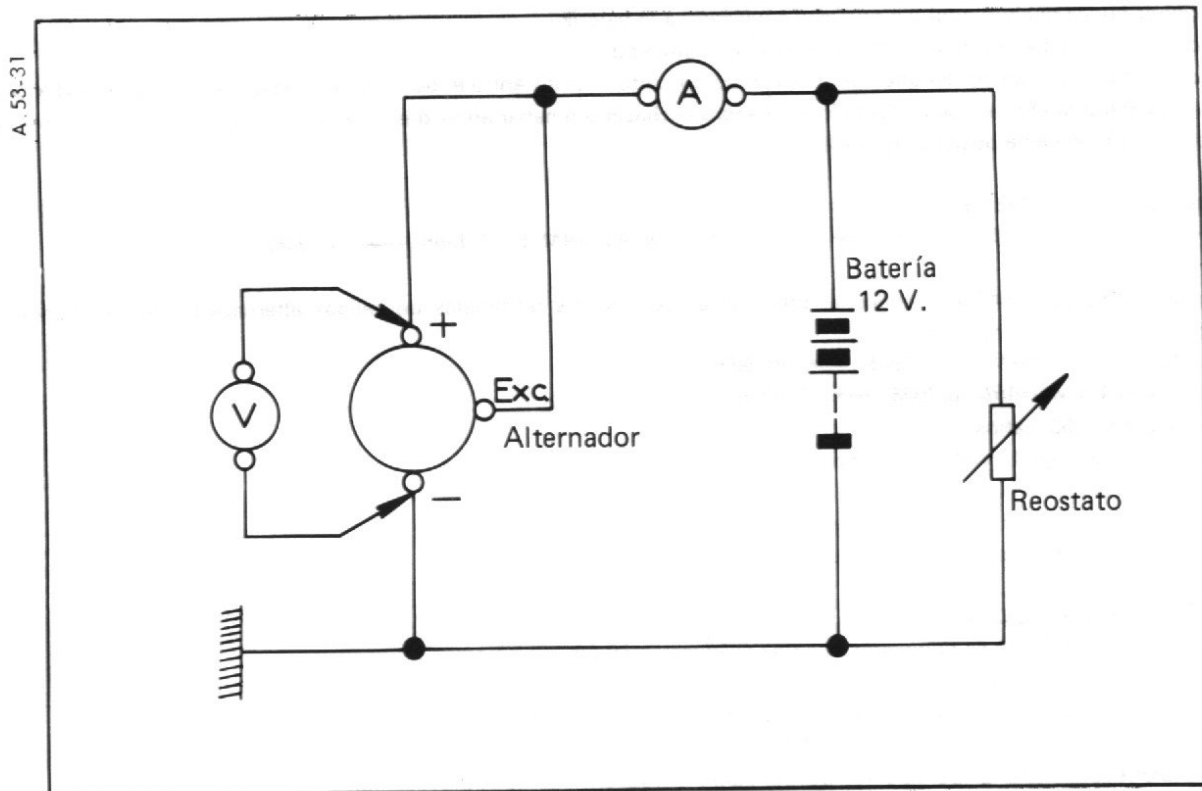 A. 53-31
A
Batería
12 V.
+
Exc.
V
Alternador
—
Reostato